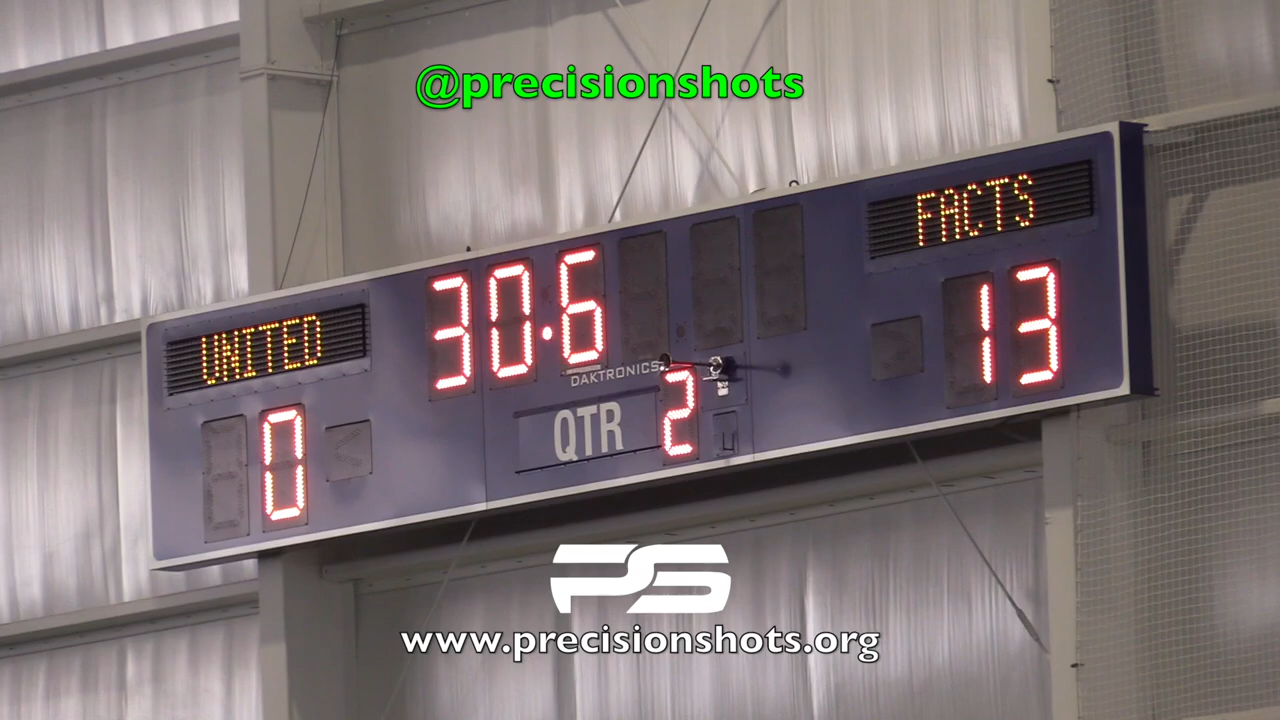 @precisionshots
FACTS
UNITED
30.6
13
DAKTRONICS
0
QTR 2
PS
www.precisionshots.org